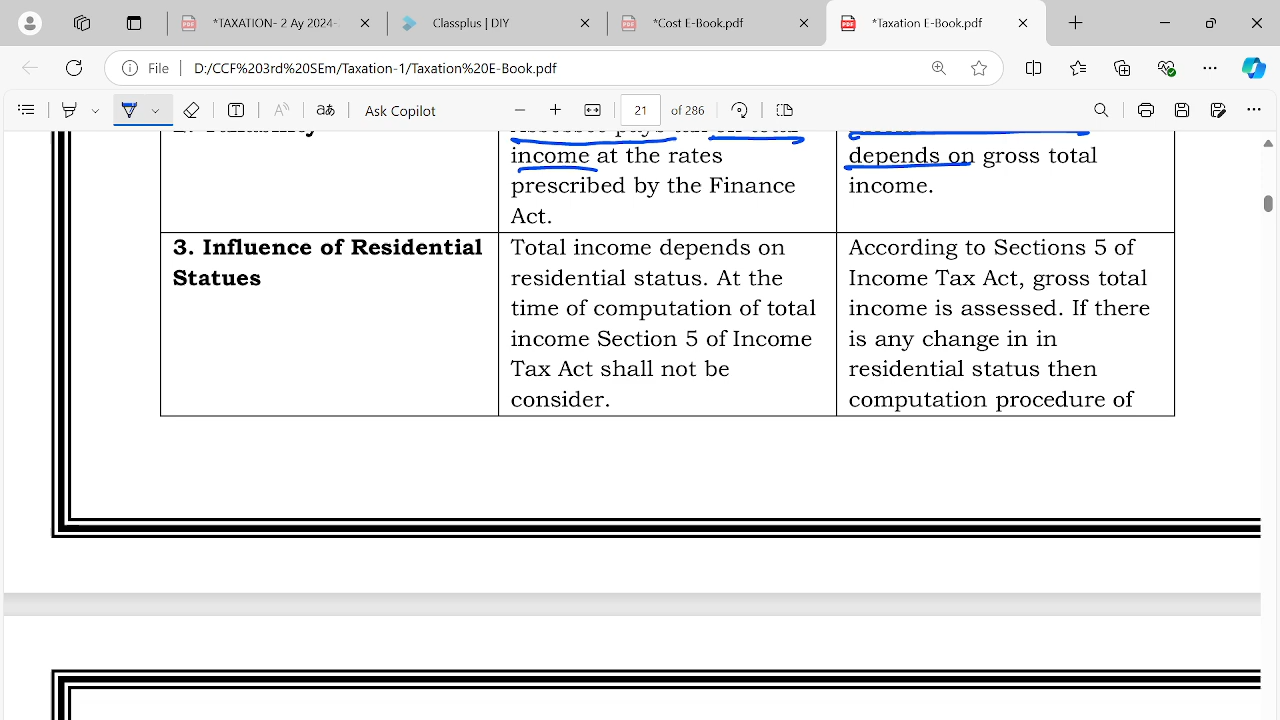 *TAXATION- 2 Ay 2024-
Classplus | DIY
*Cost E-Book.pdf
*Taxation E-Book.pdf
File
D:/CCF%203rd%20SEm/Taxation-1/Taxation%20E-Book.pdf
Ask Copilot
21 of 286
Assessee pays tax on total
income at the rates
prescribed by the Finance
Act.
depends on gross total
income.
3. Influence of Residential
Statues
Total income depends on
residential status. At the
time of computation of total
income Section 5 of Income
Tax Act shall not be
consider.
According to Sections 5 of
Income Tax Act, gross total
income is assessed. If there
is any change in in
residential status then
computation procedure of